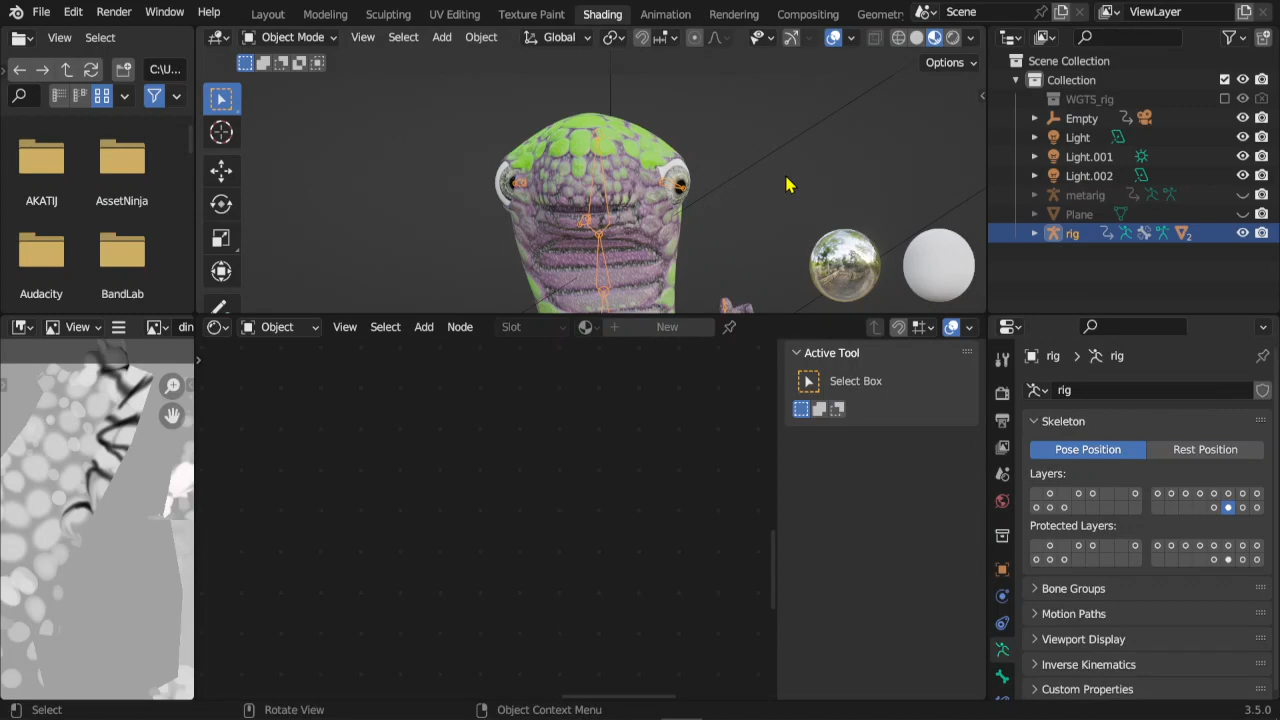 File Edit Render Window Help Layout Modeling Sculpting UV Editing Texture Paint Shading Animation Rendering Compositing Geometry Scene ViewLayer
View Select Object Mode View Select Add Object Global
C:\U... Options
Scene Collection
Collection
WGTS_rig
Empty
Light
Light.001
Light.002
metarig
Plane
rig 2
AKATIJ AssetNinja
Audacity BandLab
View din Object View Select Add Node Slot New
Active Tool
Select Box
rig > rig
rig
Skeleton
Pose Position Rest Position
Layers:
Protected Layers:
Bone Groups
Motion Paths
Viewport Display
Inverse Kinematics
Custom Properties
Select Rotate View Object Context Menu 3.5.0